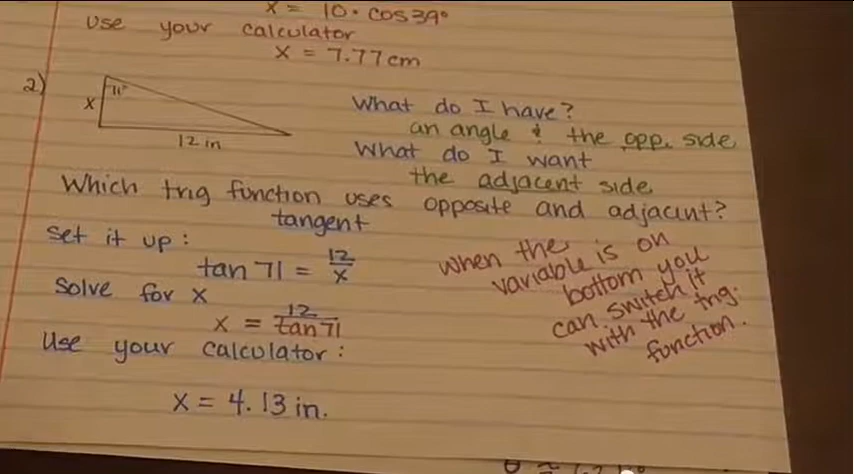 x = 10 · cos 39°
Use your calculator
x = 7.77 cm
2)
x
71°
12 in
What do I have?
an angle & the opp. side
What do I want
the adjacent side
Which trig function uses opposite and adjacent?
tangent
Set it up:
tan 71 = 12/x
Solve for x
x = 12/tan 71
Use your calculator:
x = 4.13 in.
When the
variable is on
bottom you
can switch it
with the trig.
function.